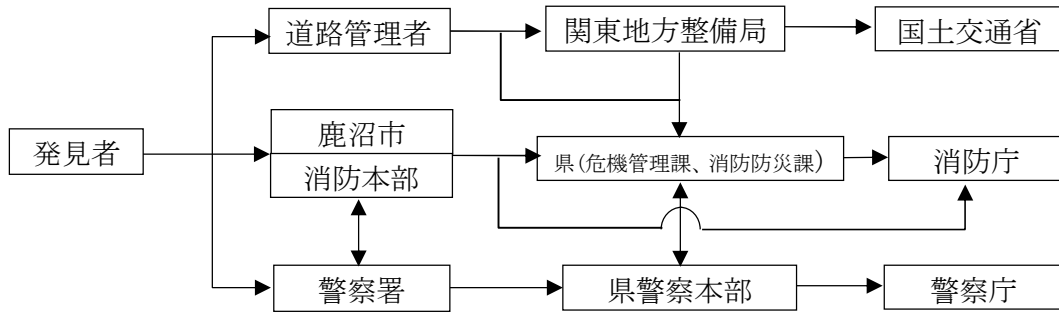 道路管理者
関東地方整備局
国土交通省
発見者
鹿沼市
消防本部
県(危機管理課、消防防災課)
消防庁
警察署
県警察本部
警察庁